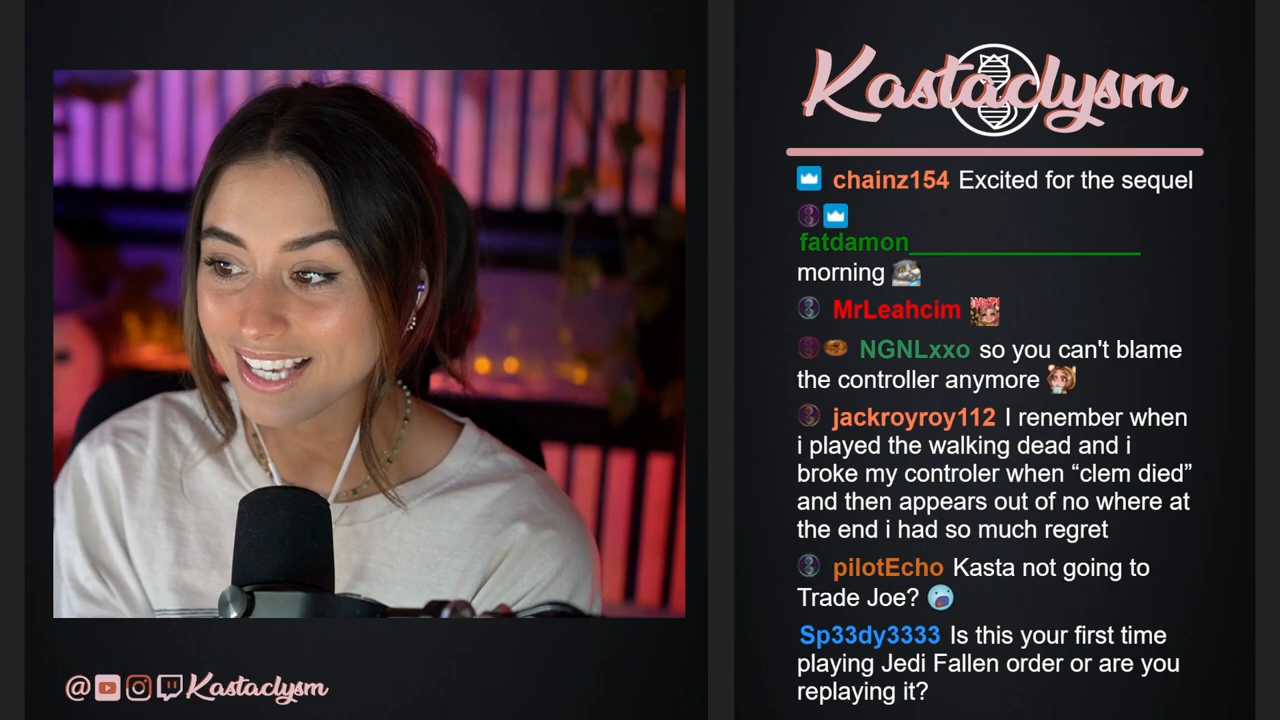 Kastaclysm
chainz154 Excited for the sequel
fatdamon_________________
morning
MrLeahcim
NGNLxxo so you can't blame
the controller anymore
jackroyroy112 I renember when
i played the walking dead and i
broke my controler when “clem died”
and then appears out of no where at
the end i had so much regret
pilotEcho Kasta not going to
Trade Joe?
Sp33dy3333 Is this your first time
playing Jedi Fallen order or are you
replaying it?
@Kastaclysm